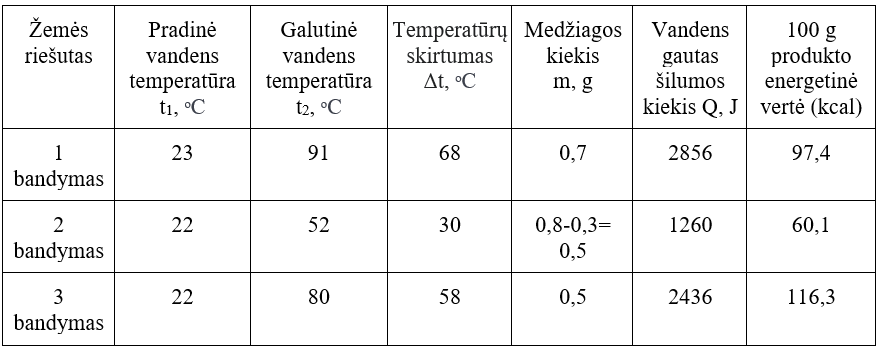 Žemės riešutas | Pradinė vandens temperatūra t₁, °C | Galutinė vandens temperatūra t₂, °C | Temperatūrų skirtumas Δt, °C | Medžiagos kiekis m, g | Vandens gautas šilumos kiekis Q, J | 100 g produkto energetinė vertė (kcal)
1 bandymas | 23 | 91 | 68 | 0,7 | 2856 | 97,4
2 bandymas | 22 | 52 | 30 | 0,8-0,3= 0,5 | 1260 | 60,1
3 bandymas | 22 | 80 | 58 | 0,5 | 2436 | 116,3